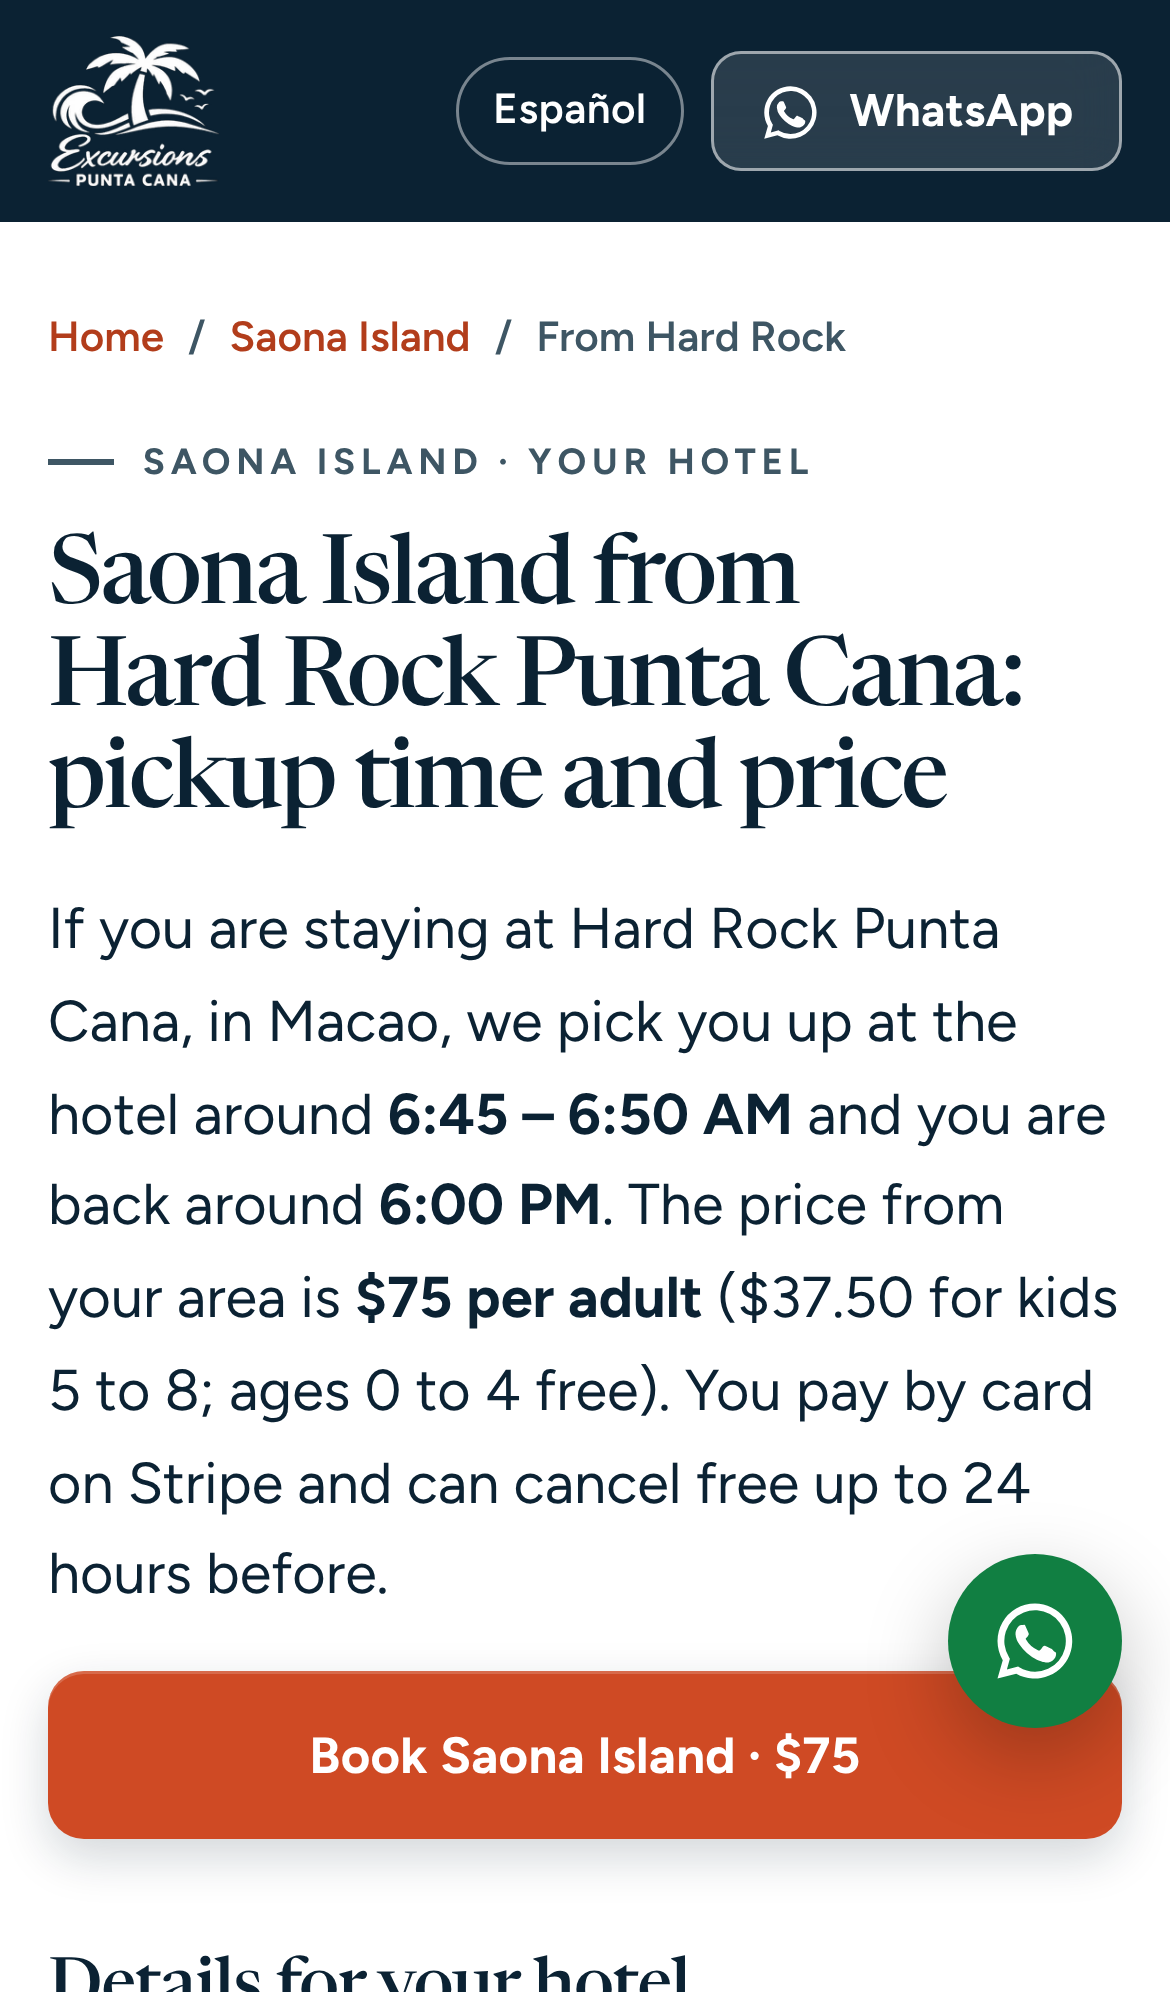 Excursions
PUNTA CANA
Español
WhatsApp
Home / Saona Island / From Hard Rock
SAONA ISLAND · YOUR HOTEL
Saona Island from
Hard Rock Punta Cana:
pickup time and price
If you are staying at Hard Rock Punta
Cana, in Macao, we pick you up at the
hotel around 6:45 – 6:50 AM and you are
back around 6:00 PM. The price from
your area is $75 per adult ($37.50 for kids
5 to 8; ages 0 to 4 free). You pay by card
on Stripe and can cancel free up to 24
hours before.
Book Saona Island · $75
Details for your hotel